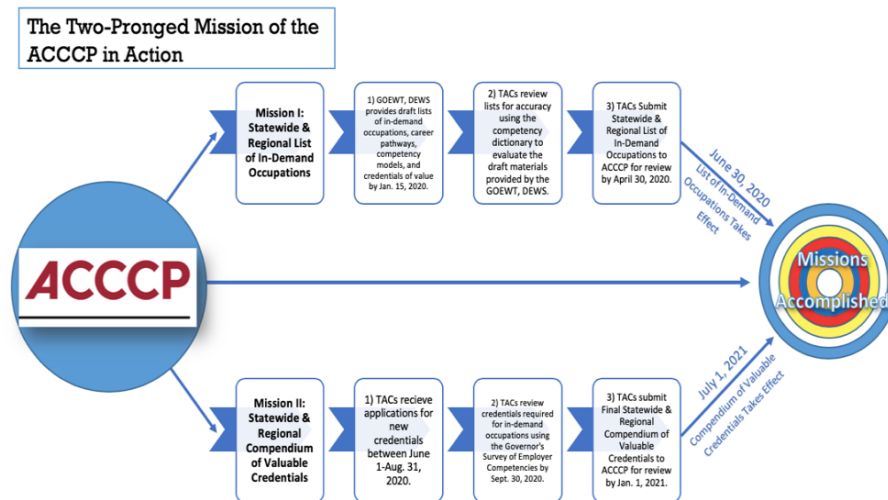 The Two-Pronged Mission of the
ACCCP in Action
Mission I:
Statewide &
Regional List
of In-Demand
Occupations
1) GOEWT, DEWS
provides draft lists
of in-demand
occupations, career
pathways,
competency
models, and
credentials of value
by Jan. 15, 2020.
2) TACs review
lists for accuracy
using the
competency
dictionary to
evaluate the
draft materials
provided by the
GOEWT, DEWS.
3) TACs Submit
Statewide &
Regional List of
In-Demand
Occupations to
ACCCP for review
by April 30, 2020.
June 30, 2020
List of In-Demand
Occupations Takes
Effect
ACCCP
Missions
Accomplished
Mission II:
Statewide &
Regional
Compendium
of Valuable
Credentials
1) TACs recieve
applications for
new
credentials
between June
1-Aug. 31,
2020.
2) TACs review
credentials required
for in-demand
occupations using
the Governor's
Survey of Employer
Competencies by
Sept. 30, 2020.
3) TACs submit
Final Statewide &
Regional
Compendium of
Valuable
Credentials to
ACCCP for review
by Jan. 1, 2021.
July 1, 2021
Compendium of Valuable
Credentials Takes Effect